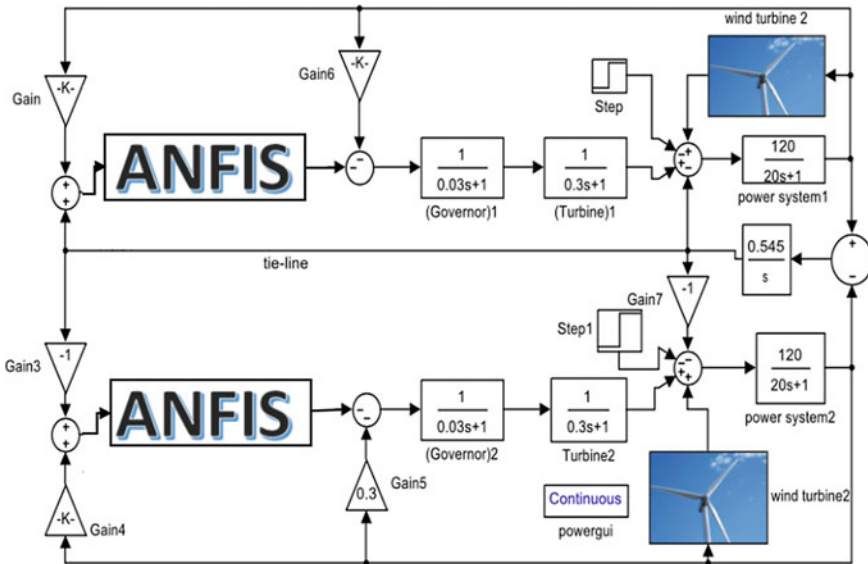 wind turbine 2
Gain
-K-
Gain6
-K-
Step
+
+
ANFIS
-
-
1
0.03s+1
(Governor)1
1
0.3s+1
(Turbine)1
120
20s+1
power system1
tie-line
0.545
s
+
-
Gain7
-1
Step1
Gain3
-1
+
+
ANFIS
-
-
1
0.03s+1
(Governor)2
1
0.3s+1
Turbine2
120
20s+1
power system2
0.3
Gain5
-K-
Gain4
Continuous
powergui
wind turbine2